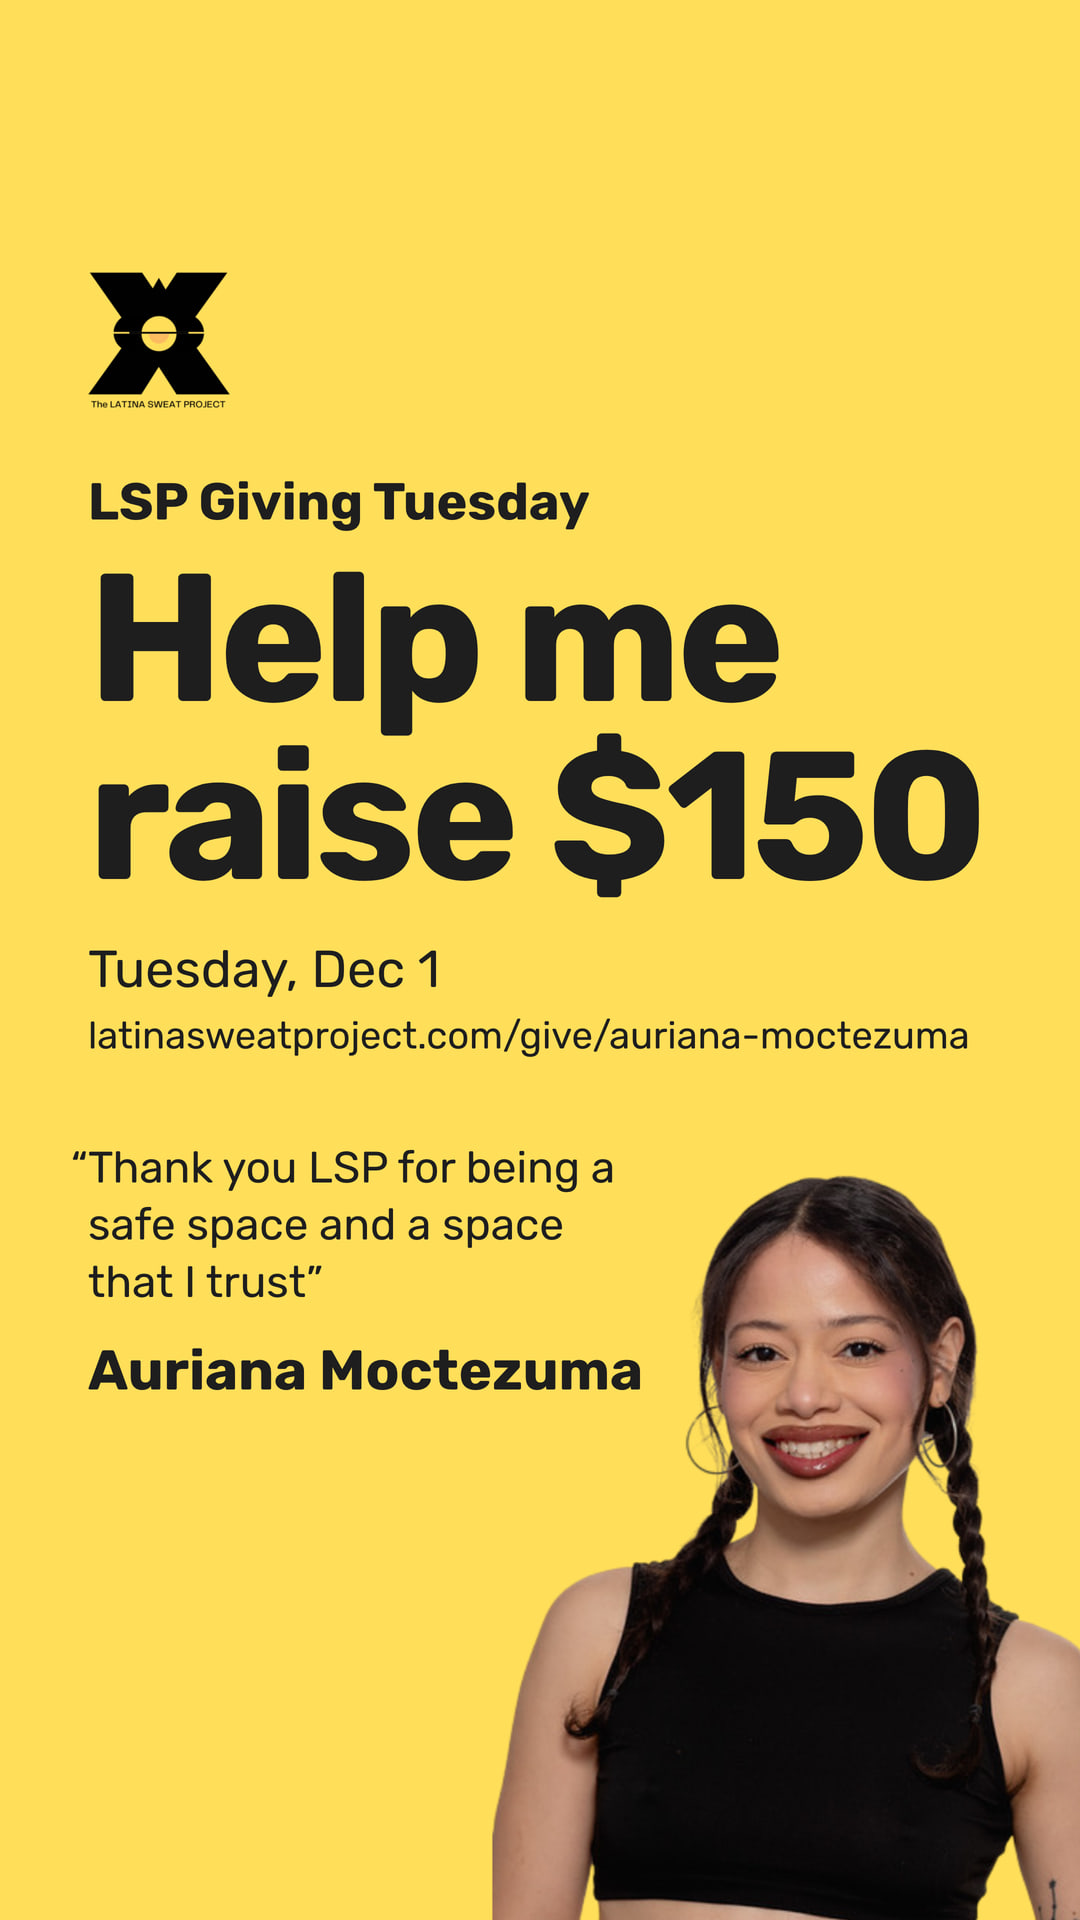 The LATINA SWEAT PROJECT
LSP Giving Tuesday
Help me
raise $150
Tuesday, Dec 1
latinasweatproject.com/give/auriana-moctezuma
“Thank you LSP for being a
safe space and a space
that I trust”
Auriana Moctezuma